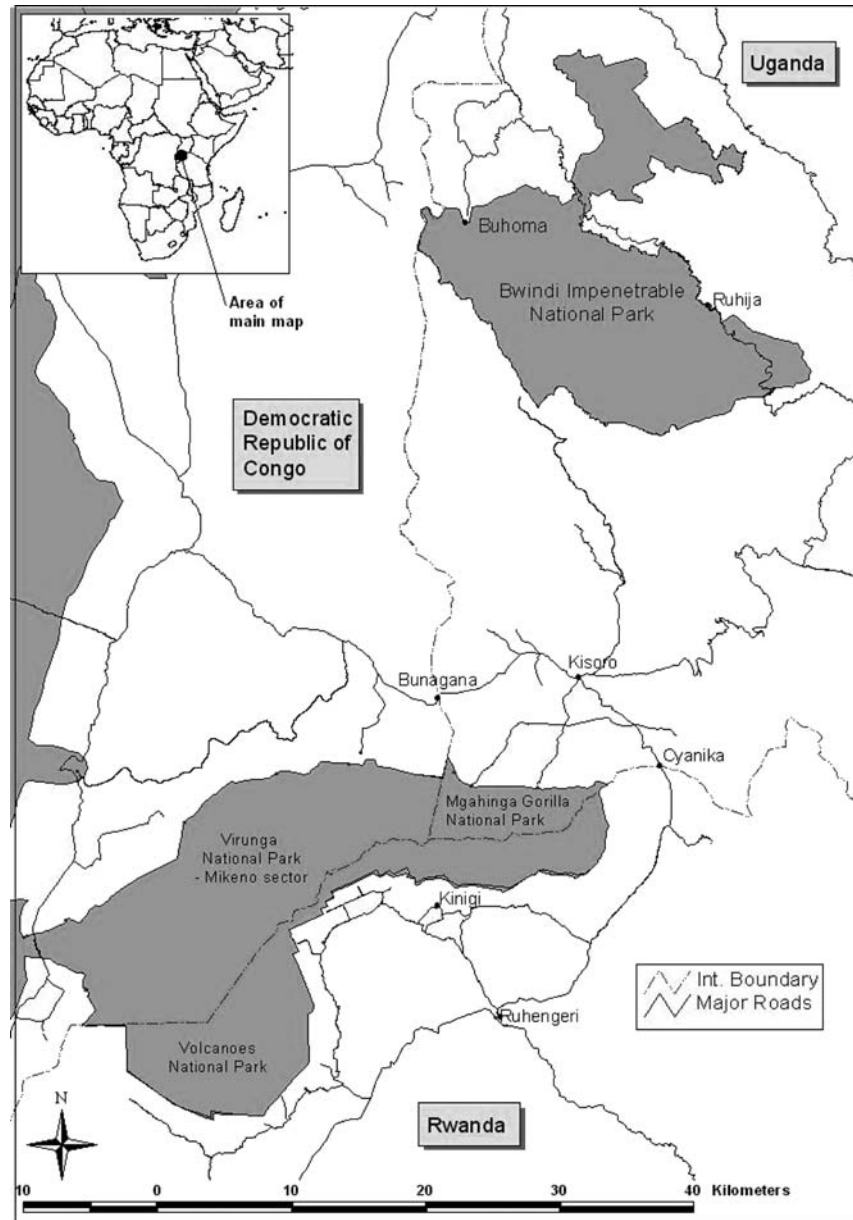 Uganda
Area of
main map
Buhoma
Bwindi Impenetrable
National Park
Ruhija
Democratic
Republic of
Congo
Kisoro
Bunagana
Cyanika
Mgahinga Gorilla
National Park
Virunga
National Park
- Mikeno sector
Kinigi
Int. Boundary
Major Roads
Ruhengeri
Volcanoes
National Park
N
Rwanda
10 0 10 20 30 40 Kilometers